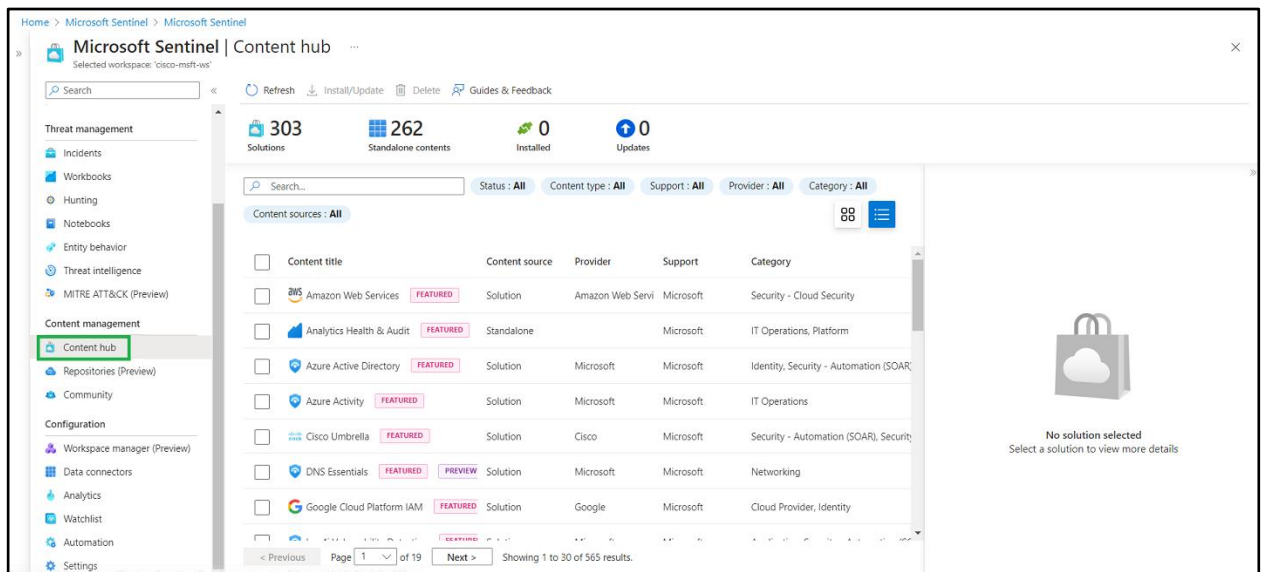 Home > Microsoft Sentinel > Microsoft Sentinel
Microsoft Sentinel | Content hub ...
Selected workspace: 'cisco-msft-ws'
Search
Refresh Install/Update Delete Guides & Feedback
Threat management
Incidents
Workbooks
Hunting
Notebooks
Entity behavior
Threat intelligence
MITRE ATT&CK (Preview)
Content management
Content hub
Repositories (Preview)
Community
Configuration
Workspace manager (Preview)
Data connectors
Analytics
Watchlist
Automation
Settings
303 262 0 0
Solutions Standalone contents Installed Updates
Search... Status : All Content type : All Support : All Provider : All Category : All
Content sources : All
Content title Content source Provider Support Category
aws Amazon Web Services FEATURED Solution Amazon Web Servi Microsoft Security - Cloud Security
Analytics Health & Audit FEATURED Standalone Microsoft IT Operations, Platform
Azure Active Directory FEATURED Solution Microsoft Microsoft Identity, Security - Automation (SOAR)
Azure Activity FEATURED Solution Microsoft Microsoft IT Operations
Cisco Umbrella FEATURED Solution Cisco Microsoft Security - Automation (SOAR), Security
DNS Essentials FEATURED PREVIEW Solution Microsoft Microsoft Networking
Google Cloud Platform IAM FEATURED Solution Google Microsoft Cloud Provider, Identity
< Previous Page 1 of 19 Next > Showing 1 to 30 of 565 results.
No solution selected
Select a solution to view more details